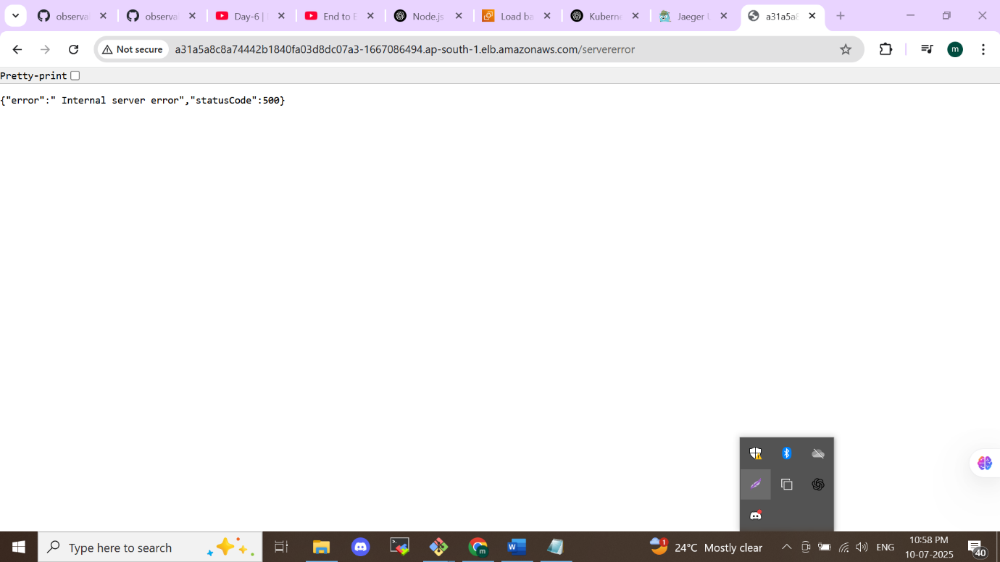 observa
observa
Day-6 |
End to E
Node.js
Load ba
Kuberne
Jaeger U
a31a5a8
Not secure
a31a5a8c8a74442b1840fa03d8dc07a3-1667086494.ap-south-1.elb.amazonaws.com/servererror
m
Pretty-print
{"error":" Internal server error","statusCode":500}
Type here to search
m
1
24°C Mostly clear
ENG
10:58 PM
10-07-2025
40